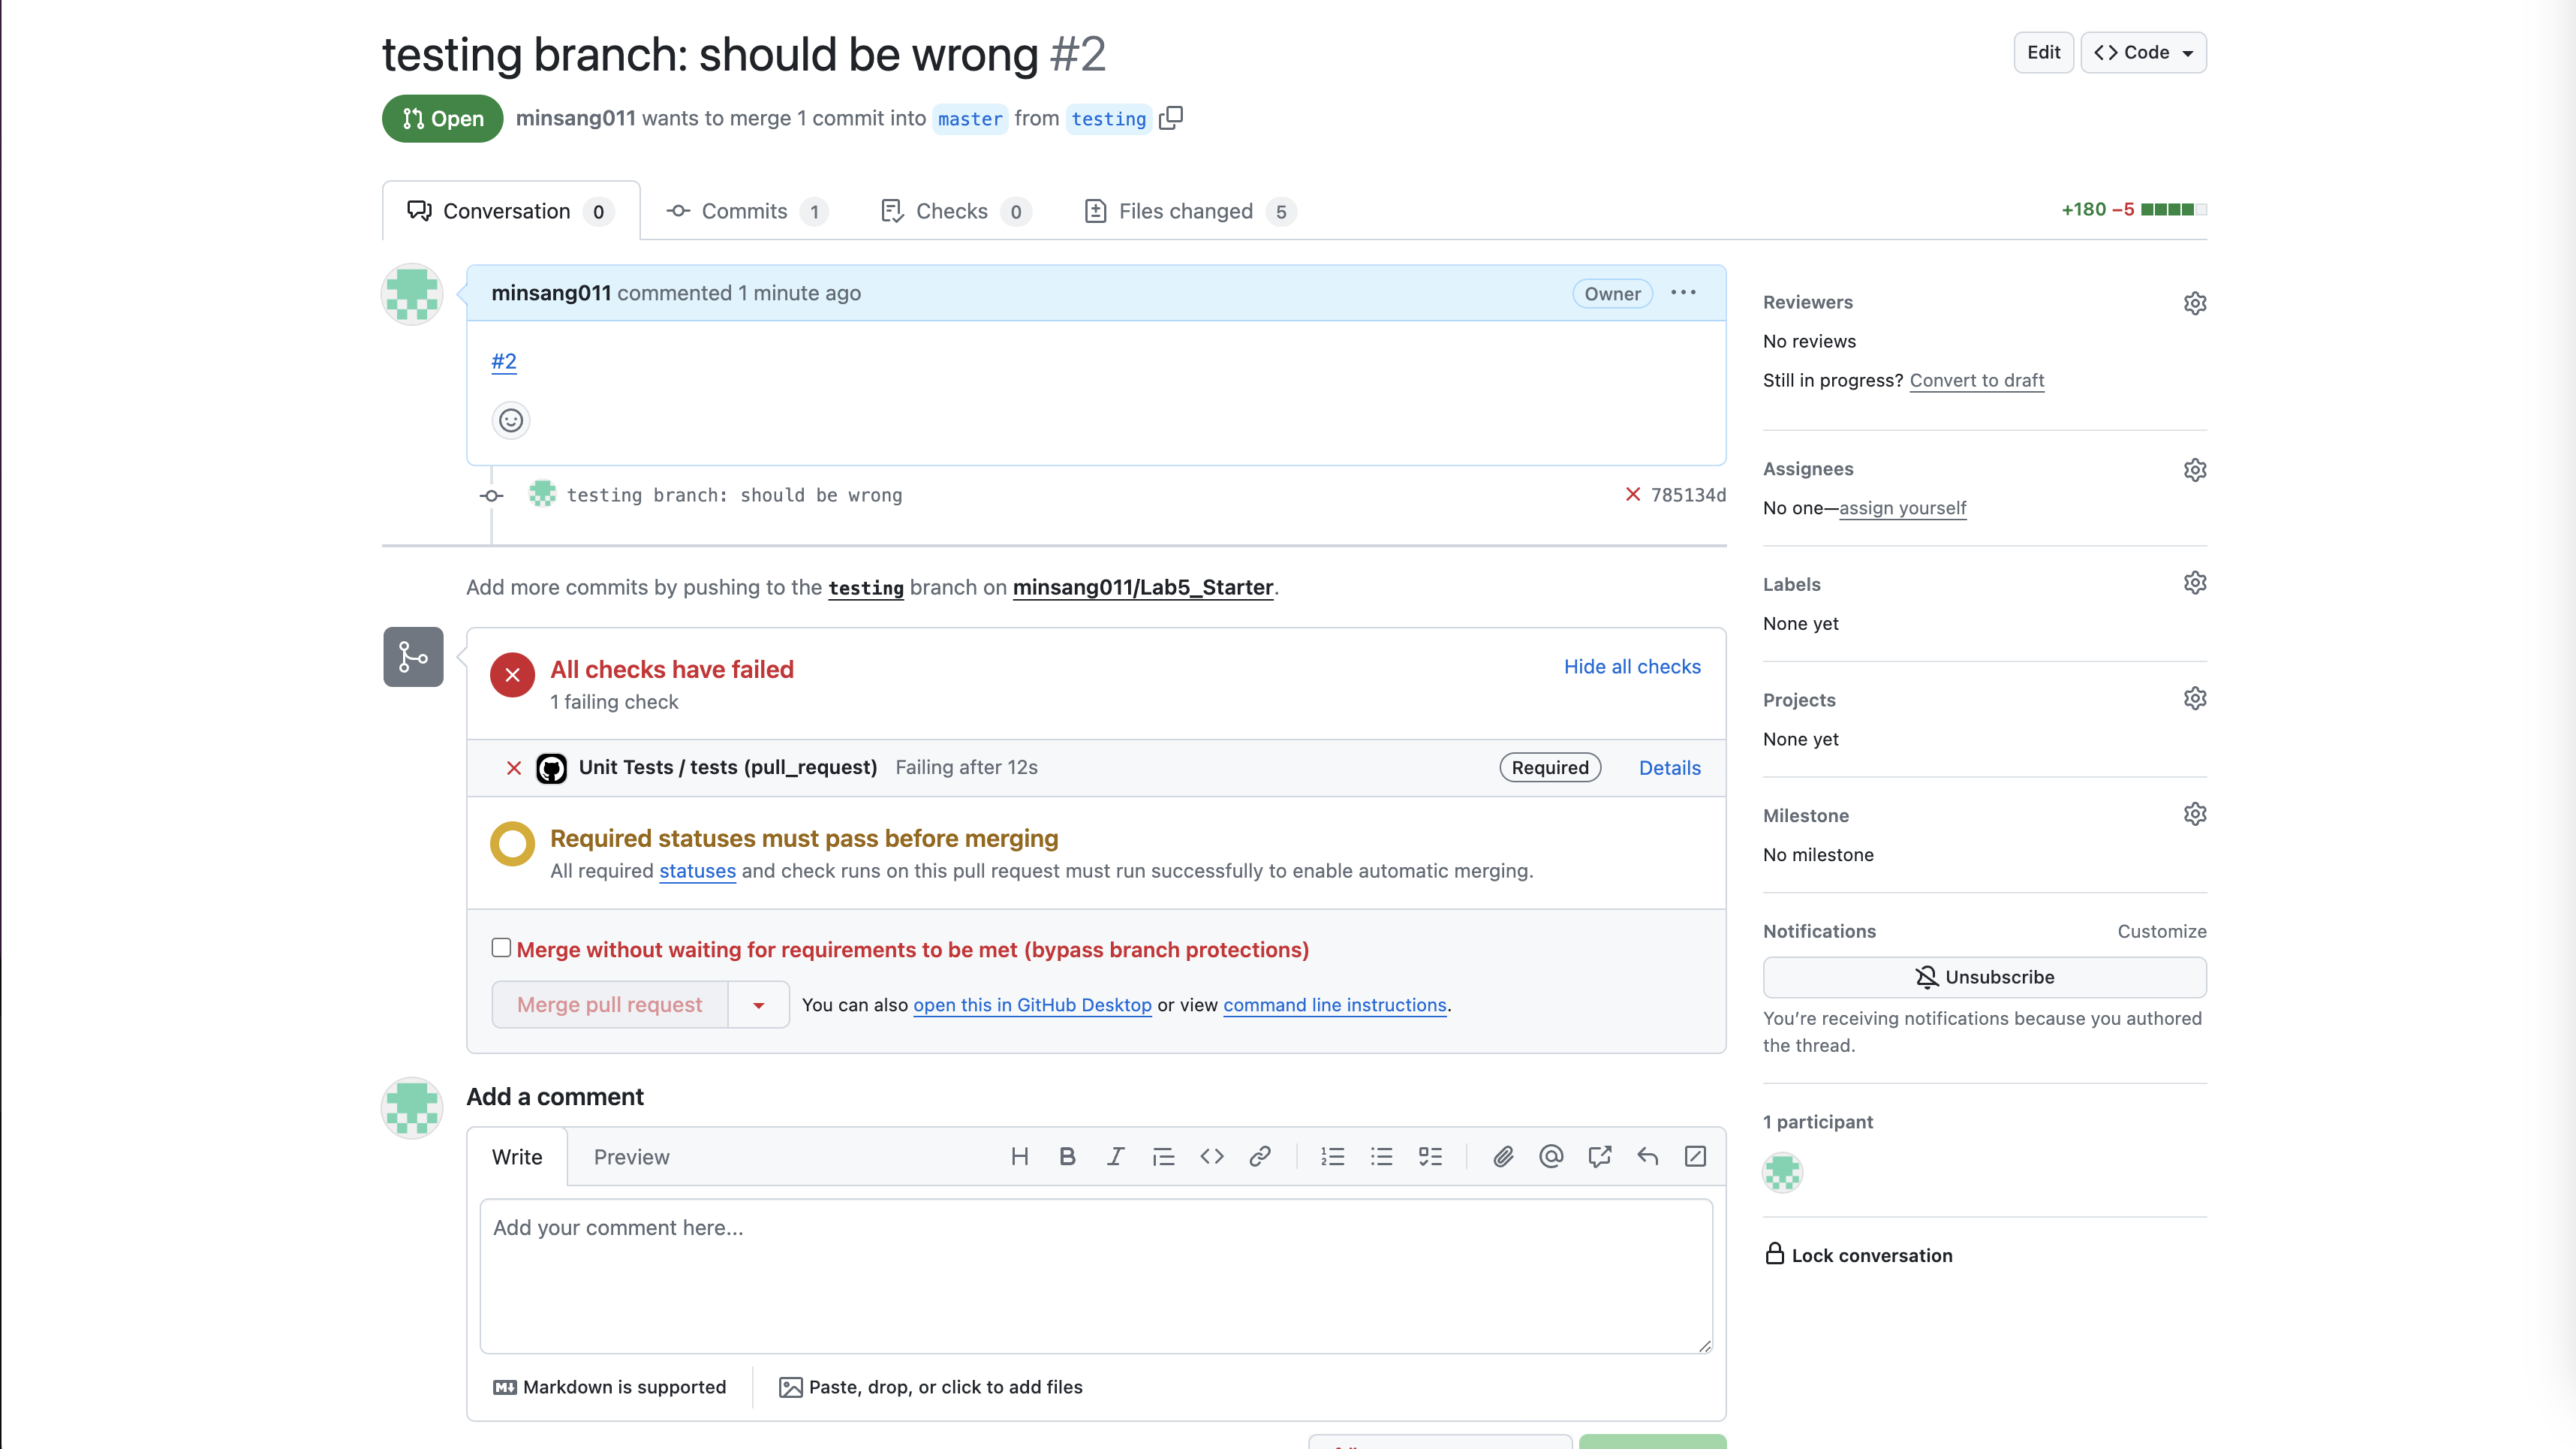 testing branch: should be wrong #2
Edit
Code
Open
minsang011 wants to merge 1 commit into master from testing
Conversation 0
Commits 1
Checks 0
Files changed 5
+180 −5
minsang011 commented 1 minute ago
Owner
#2
testing branch: should be wrong
785134d
Add more commits by pushing to the testing branch on minsang011/Lab5_Starter.
All checks have failed
1 failing check
Hide all checks
Unit Tests / tests (pull_request) Failing after 12s
Required
Details
Required statuses must pass before merging
All required statuses and check runs on this pull request must run successfully to enable automatic merging.
Merge without waiting for requirements to be met (bypass branch protections)
Merge pull request
You can also open this in GitHub Desktop or view command line instructions.
Add a comment
Write
Preview
Add your comment here...
Markdown is supported
Paste, drop, or click to add files
Reviewers
No reviews
Still in progress? Convert to draft
Assignees
No one—assign yourself
Labels
None yet
Projects
None yet
Milestone
No milestone
Notifications
Customize
Unsubscribe
You're receiving notifications because you authored
the thread.
1 participant
Lock conversation